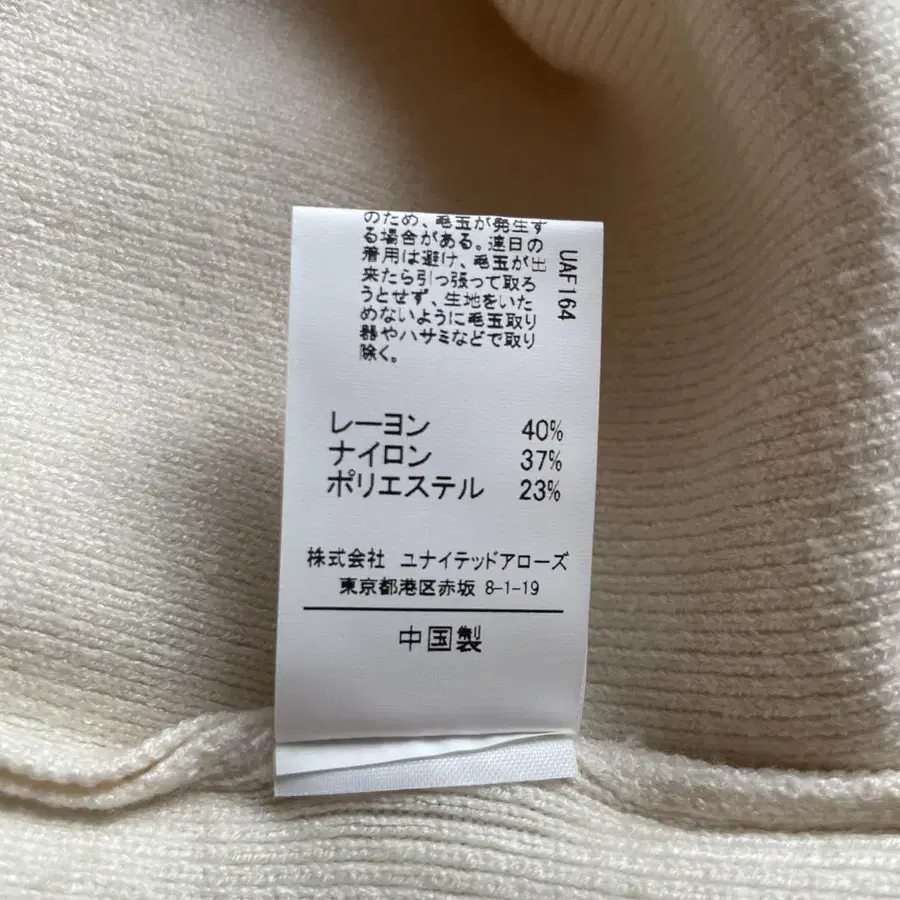 のため、毛玉が発生す
る場合がある。連日の
着用は避け、毛玉が出
来たら引っ張って取ろ
うとせず、生地をいた
めないように毛玉取り
器やハサミなどで取り
除く。
UAF164
レーヨン 40%
ナイロン 37%
ポリエステル 23%
株式会社 ユナイテッドアローズ
東京都港区赤坂 8-1-19
中国製